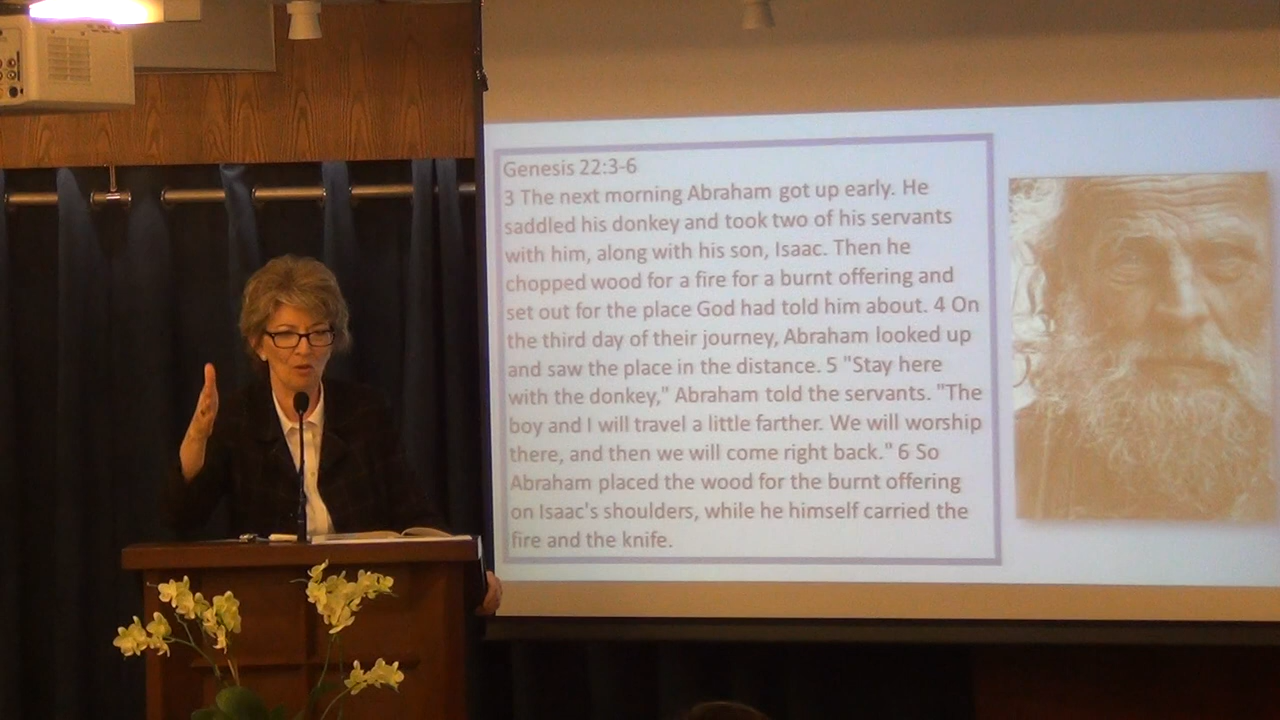 Genesis 22:3-6
3 The next morning Abraham got up early. He
saddled his donkey and took two of his servants
with him, along with his son, Isaac. Then he
chopped wood for a fire for a burnt offering and
set out for the place God had told him about. 4 On
the third day of their journey, Abraham looked up
and saw the place in the distance. 5 "Stay here
with the donkey," Abraham told the servants. "The
boy and I will travel a little farther. We will worship
there, and then we will come right back." 6 So
Abraham placed the wood for the burnt offering
on Isaac's shoulders, while he himself carried the
fire and the knife.